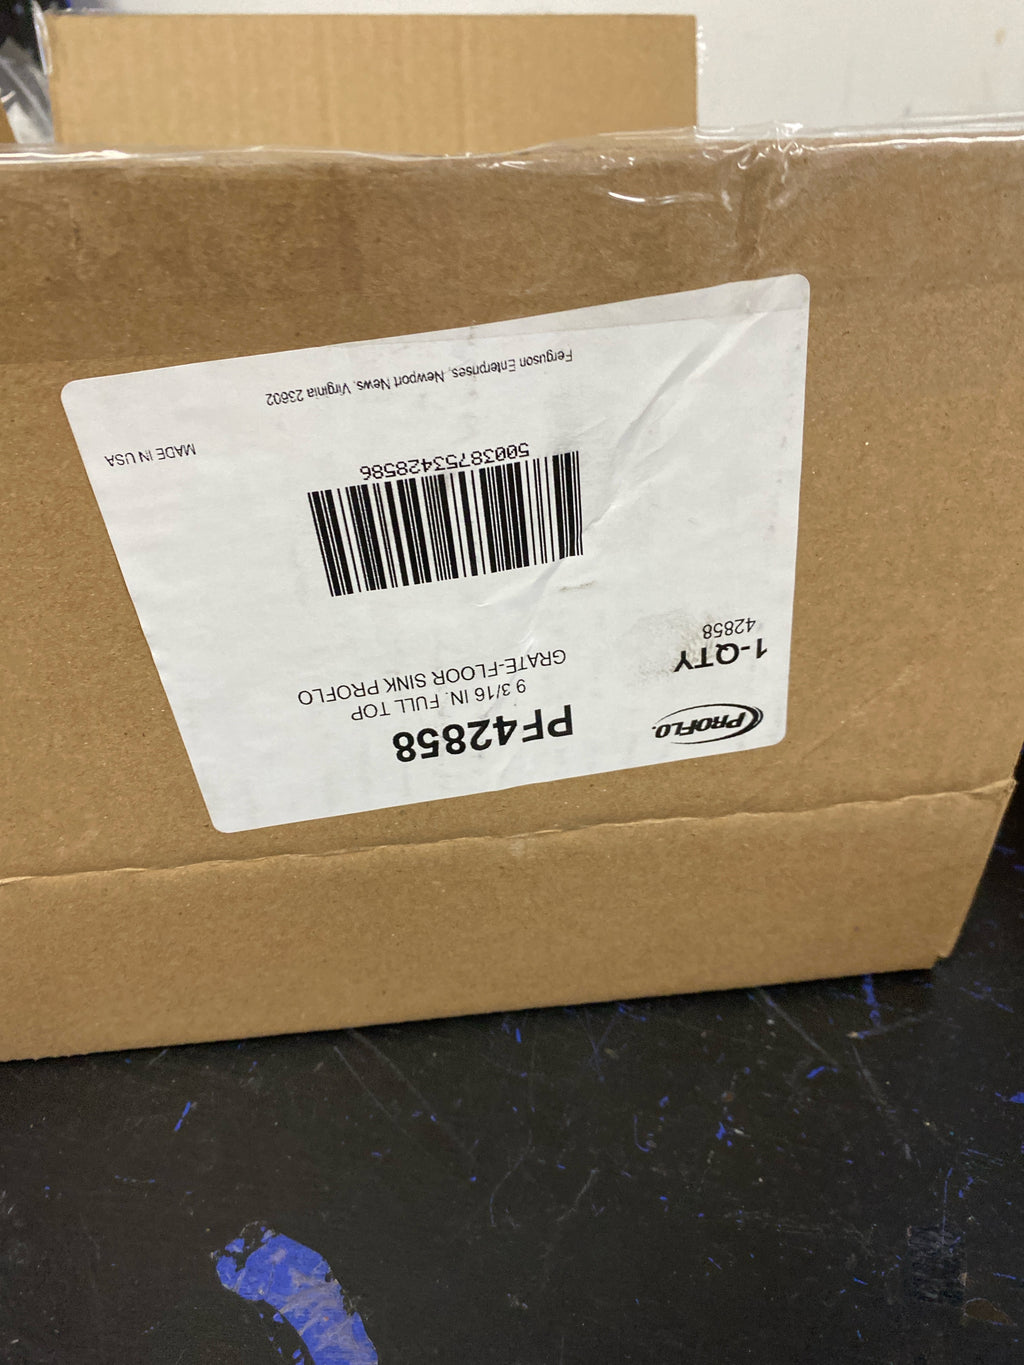 PROFLO.
PF42858
9 3/16 IN. FULL TOP
GRATE-FLOOR SINK PROFLO
1-QTY
42858
50038753428586
MADE IN USA
Ferguson Enterprises, Newport News, Virginia 23602